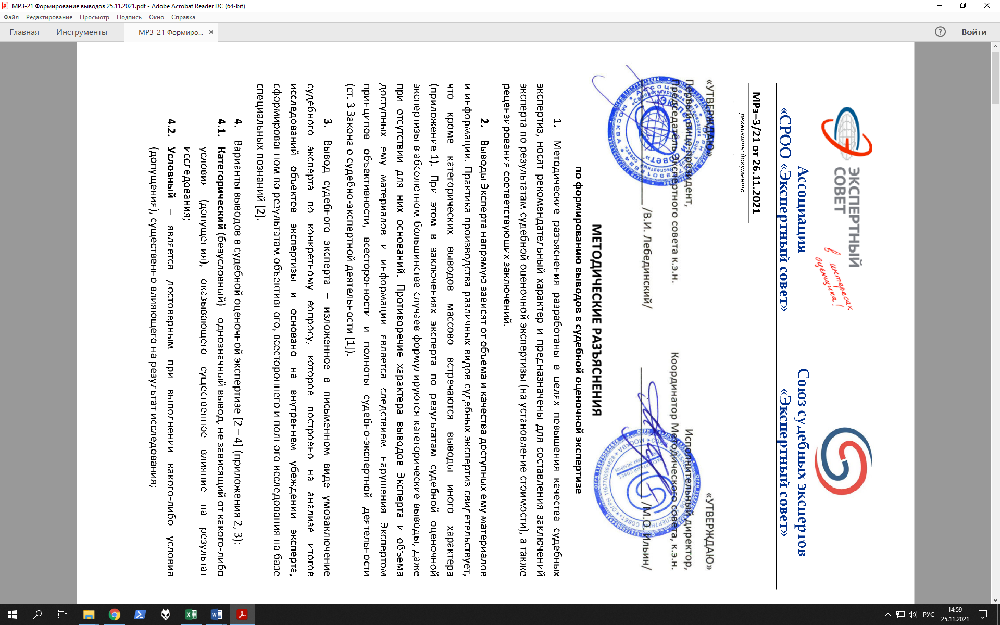 МР3-21 Формирование выводов 25.11.2021.pdf - Adobe Acrobat Reader DC (64-bit)
Файл Редактирование Просмотр Подпись Окно Справка
Главная Инструменты МР3-21 Формиро... × ? Войти
ЭКСПЕРТНЫЙ
СОВЕТ
в интересах
оценщика!
Ассоциация
«СРОО «Экспертный совет»
Союз судебных экспертов
«Экспертный совет»
МРз–3/21 от 26.11.2021
реквизиты документа
«УТВЕРЖДАЮ»
Первый вице-президент,
Председатель Экспертного совета к.э.н.
/В.И. Лебединский/
«УТВЕРЖДАЮ»
Исполнительный директор,
Координатор Методического совета, к.э.н.
/М.О. Ильин/
МЕТОДИЧЕСКИЕ РАЗЪЯСНЕНИЯ
по формированию выводов в судебной оценочной экспертизе
1. Методические разъяснения разработаны в целях повышения качества судебных
экспертиз, носят рекомендательный характер и предназначены для составления заключений
эксперта по результатам судебной оценочной экспертизы (на установление стоимости), а также
рецензирования соответствующих заключений.
2. Выводы Эксперта напрямую зависят от объема и качества доступных ему материалов
и информации. Практика производства различных видов судебных экспертиз свидетельствует,
что кроме категорических выводов массово встречаются выводы иного характера
(приложение 1). При этом в заключениях эксперта по результатам судебной оценочной
экспертизы в абсолютном большинстве случаев формулируются категорические выводы, даже
при отсутствии для них оснований. Противоречие характера выводов Эксперта и объема
доступных ему материалов и информации является следствием нарушения Экспертом
принципов объективности, всесторонности и полноты судебно-экспертной деятельности
(ст. 3 Закона о судебно-экспертной деятельности [1]).
3. Вывод судебного эксперта – изложенное в письменном виде умозаключение
судебного эксперта по конкретному вопросу, которое построено на анализе итогов
исследований объектов экспертизы и основано на внутреннем убеждении эксперта,
сформированном по результатам объективного, всестороннего и полного исследования на базе
специальных познаний [2].
4. Варианты выводов в судебной оценочной экспертизе [2 – 4] (приложения 2, 3):
4.1. Категорический (безусловный) – однозначный вывод, не зависящий от какого-либо
условия (допущения), оказывающего существенное влияние на результат
исследования;
4.2. Условный – является достоверным при выполнении какого-либо условия
(допущения), существенно влияющего на результат исследования;
РУС
14:59
25.11.2021